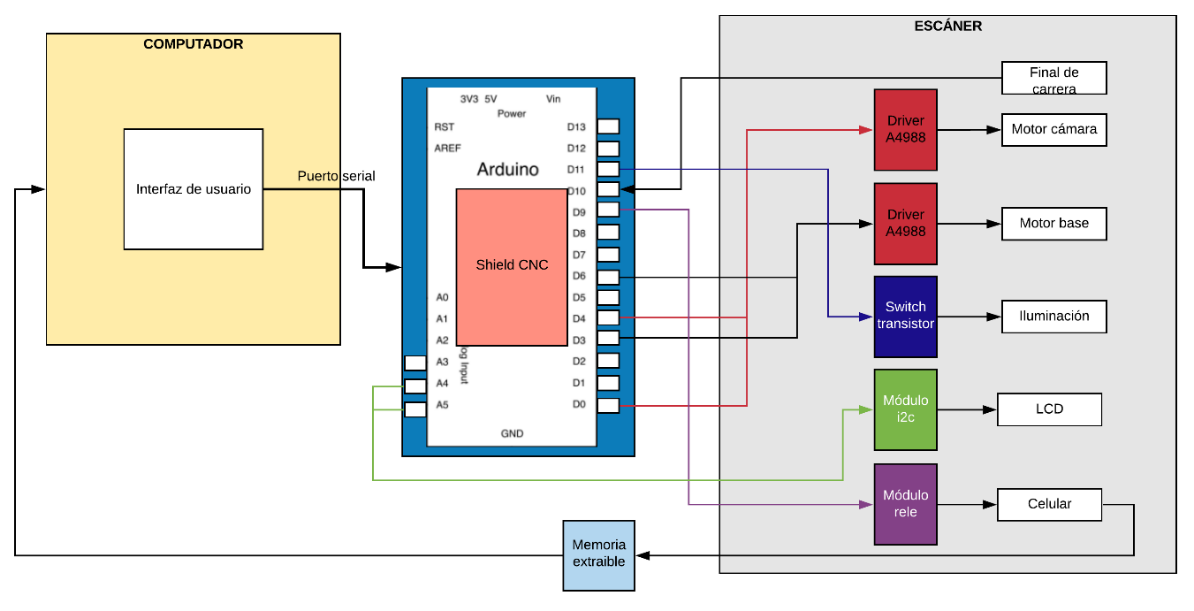 COMPUTADOR
Interfaz de usuario
Puerto serial
3V3 5V Vin
Power
RST
AREF
Arduino
Shield CNC
A0
A1
A2
A3
A4
A5
og Input
GND
D13
D12
D11
D10
D9
D8
D7
D6
D5
D4
D3
D2
D1
D0
ESCÁNER
Final de
carrera
Driver
A4988
Motor cámara
Driver
A4988
Motor base
Switch
transistor
Iluminación
Módulo
i2c
LCD
Módulo
rele
Celular
Memoria
extraible